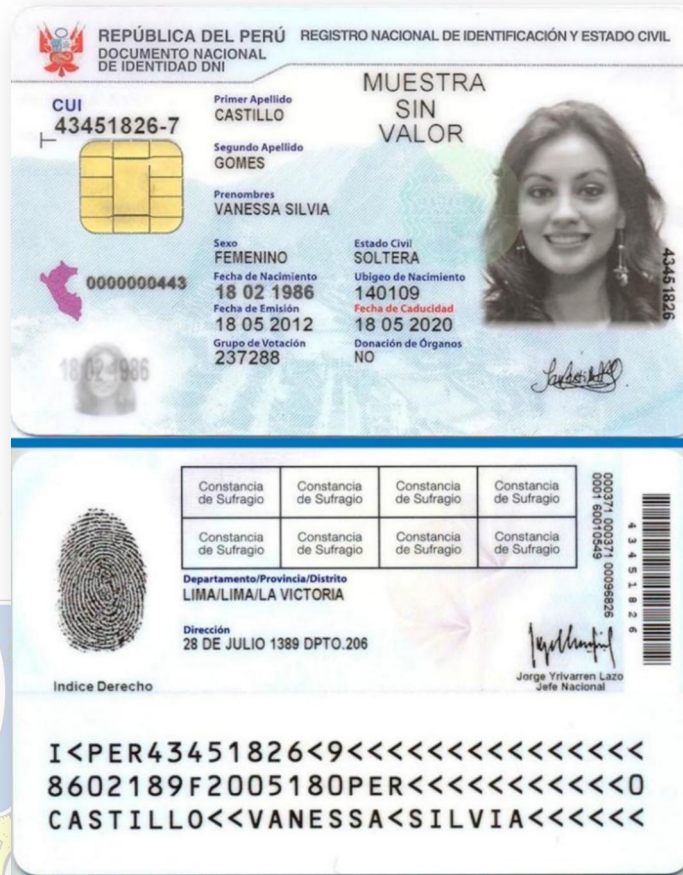 REPÚBLICA DEL PERÚ REGISTRO NACIONAL DE IDENTIFICACIÓN Y ESTADO CIVIL
DOCUMENTO NACIONAL
DE IDENTIDAD DNI
MUESTRA
SIN
VALOR
CUI
43451826-7
Primer Apellido
CASTILLO
Segundo Apellido
GOMES
Prenombres
VANESSA SILVIA
Sexo Estado Civil
FEMENINO SOLTERA
0000000443
Fecha de Nacimiento Ubigeo de Nacimiento
18 02 1986 140109
Fecha de Emisión Fecha de Caducidad
18 05 2012 18 05 2020
Grupo de Votación Donación de Órganos
237288 NO
43451826
18 02 1986
Constancia Constancia Constancia Constancia
de Sufragio de Sufragio de Sufragio de Sufragio
Constancia Constancia Constancia Constancia
de Sufragio de Sufragio de Sufragio de Sufragio
000371 000371 00096826
0001 60010549
43451826
Departamento/Provincia/Distrito
LIMA/LIMA/LA VICTORIA
Dirección
28 DE JULIO 1389 DPTO.206
Indice Derecho
Jorge Yrivarren Lazo
Jefe Nacional
I<PER43451826<9<<<<<<<<<<<<<<<
8602189F2005180PER<<<<<<<<<<<0
CASTILLO<<VANESSA<SILVIA<<<<<<